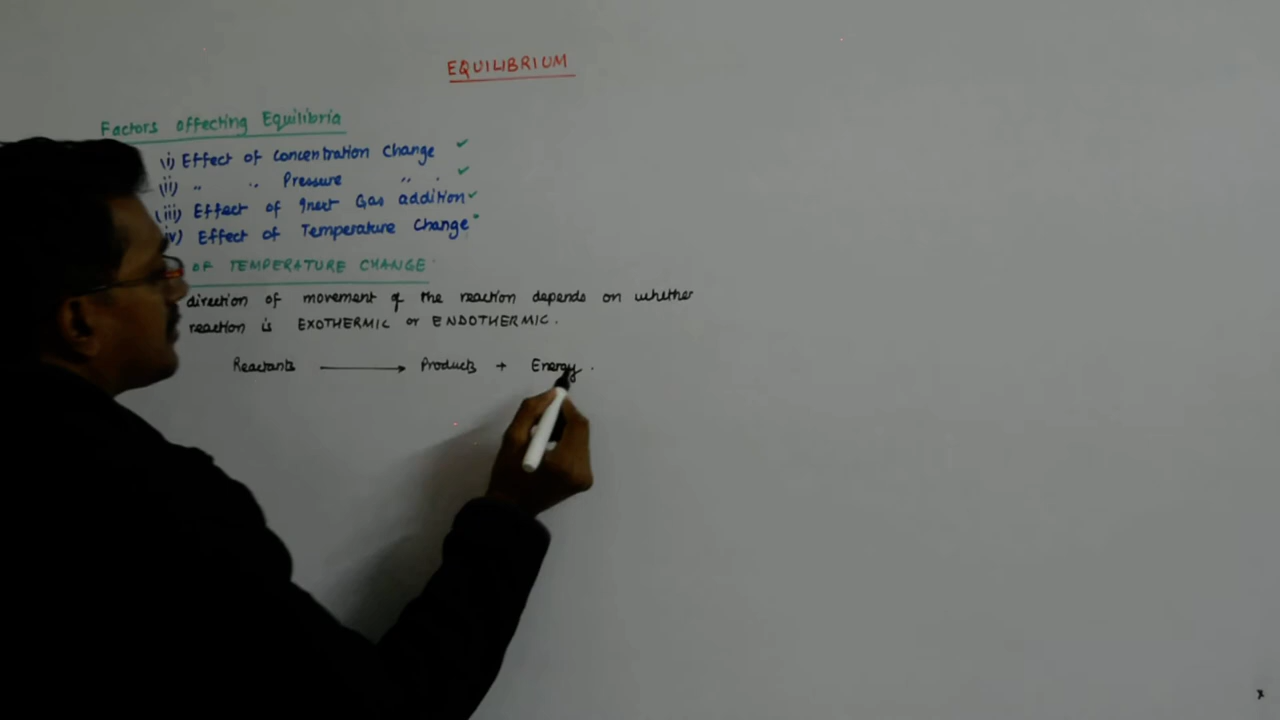 EQUILIBRIUM
Factors affecting Equilibria
(i) Effect of Concentration Change ✓
(ii) " " Pressure " . ✓
(iii) Effect of Inert Gas addition ✓
iv) Effect of Temperature Change
OF TEMPERATURE CHANGE
direction of movement of the reaction depends on whether
reaction is EXOTHERMIC or ENDOTHERMIC.
Reactants ⟶ Products + Energy.